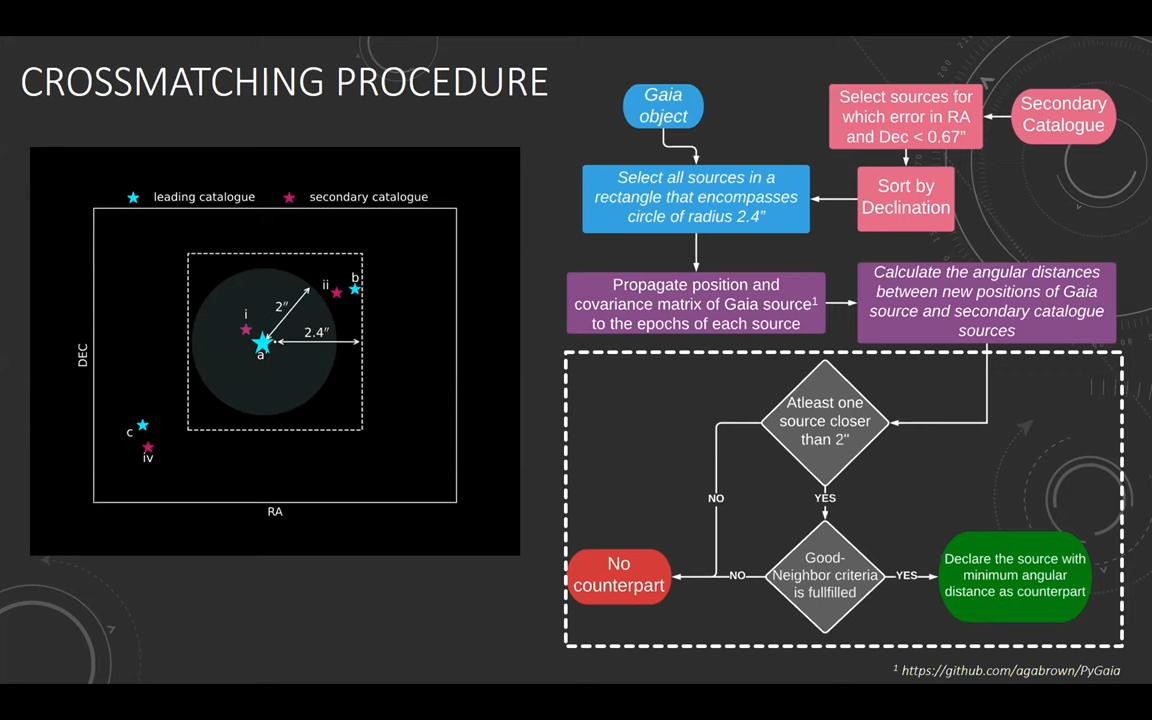 CROSSMATCHING PROCEDURE
leading catalogue
secondary catalogue
ii
b
i
2″
2.4″
a
DEC
c
iv
RA
Gaia
object
Select sources for
which error in RA
and Dec < 0.67”
Secondary
Catalogue
Select all sources in a
rectangle that encompasses
circle of radius 2.4”
Sort by
Declination
Propagate position and
covariance matrix of Gaia source¹
to the epochs of each source
Calculate the angular distances
between new positions of Gaia
source and secondary catalogue
sources
Atleast one
source closer
than 2"
NO
YES
Good-
Neighbor criteria
is fullfilled
NO
YES
No
counterpart
Declare the source with
minimum angular
distance as counterpart
¹ https://github.com/agabrown/PyGaia